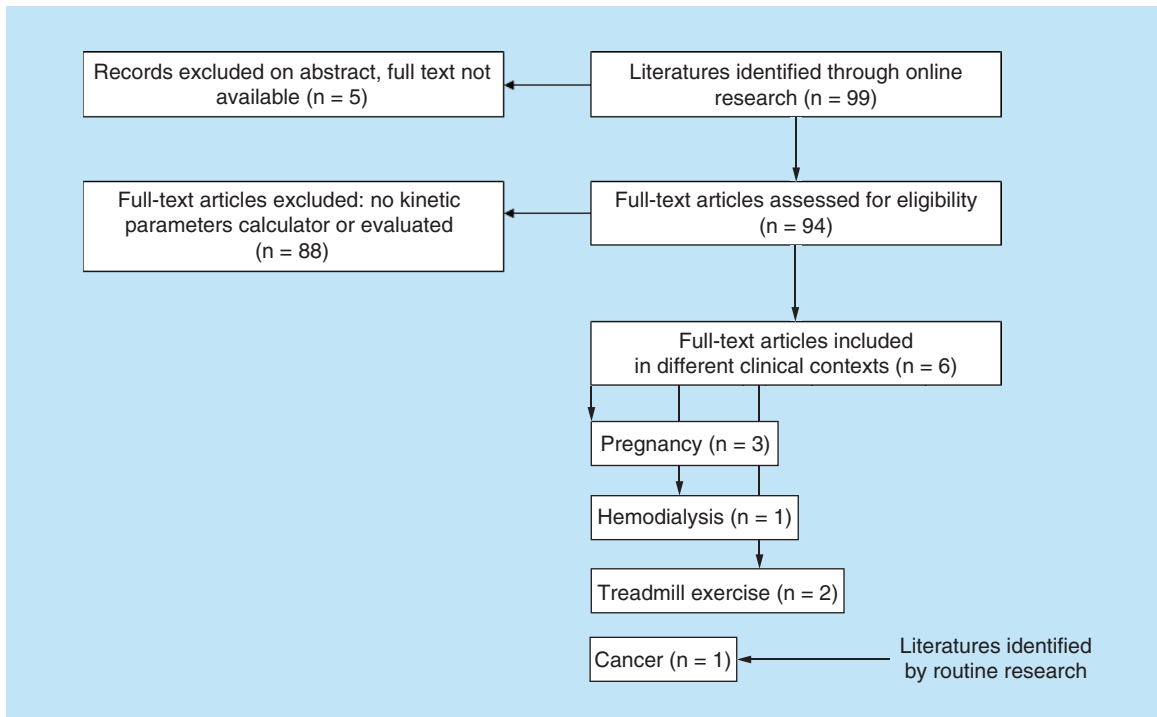 Records excluded on abstract, full text not
available (n = 5)
Literatures identified through online
research (n = 99)
Full-text articles excluded: no kinetic
parameters calculator or evaluated
(n = 88)
Full-text articles assessed for eligibility
(n = 94)
Full-text articles included
in different clinical contexts (n = 6)
Pregnancy (n = 3)
Hemodialysis (n = 1)
Treadmill exercise (n = 2)
Cancer (n = 1)
Literatures identified
by routine research